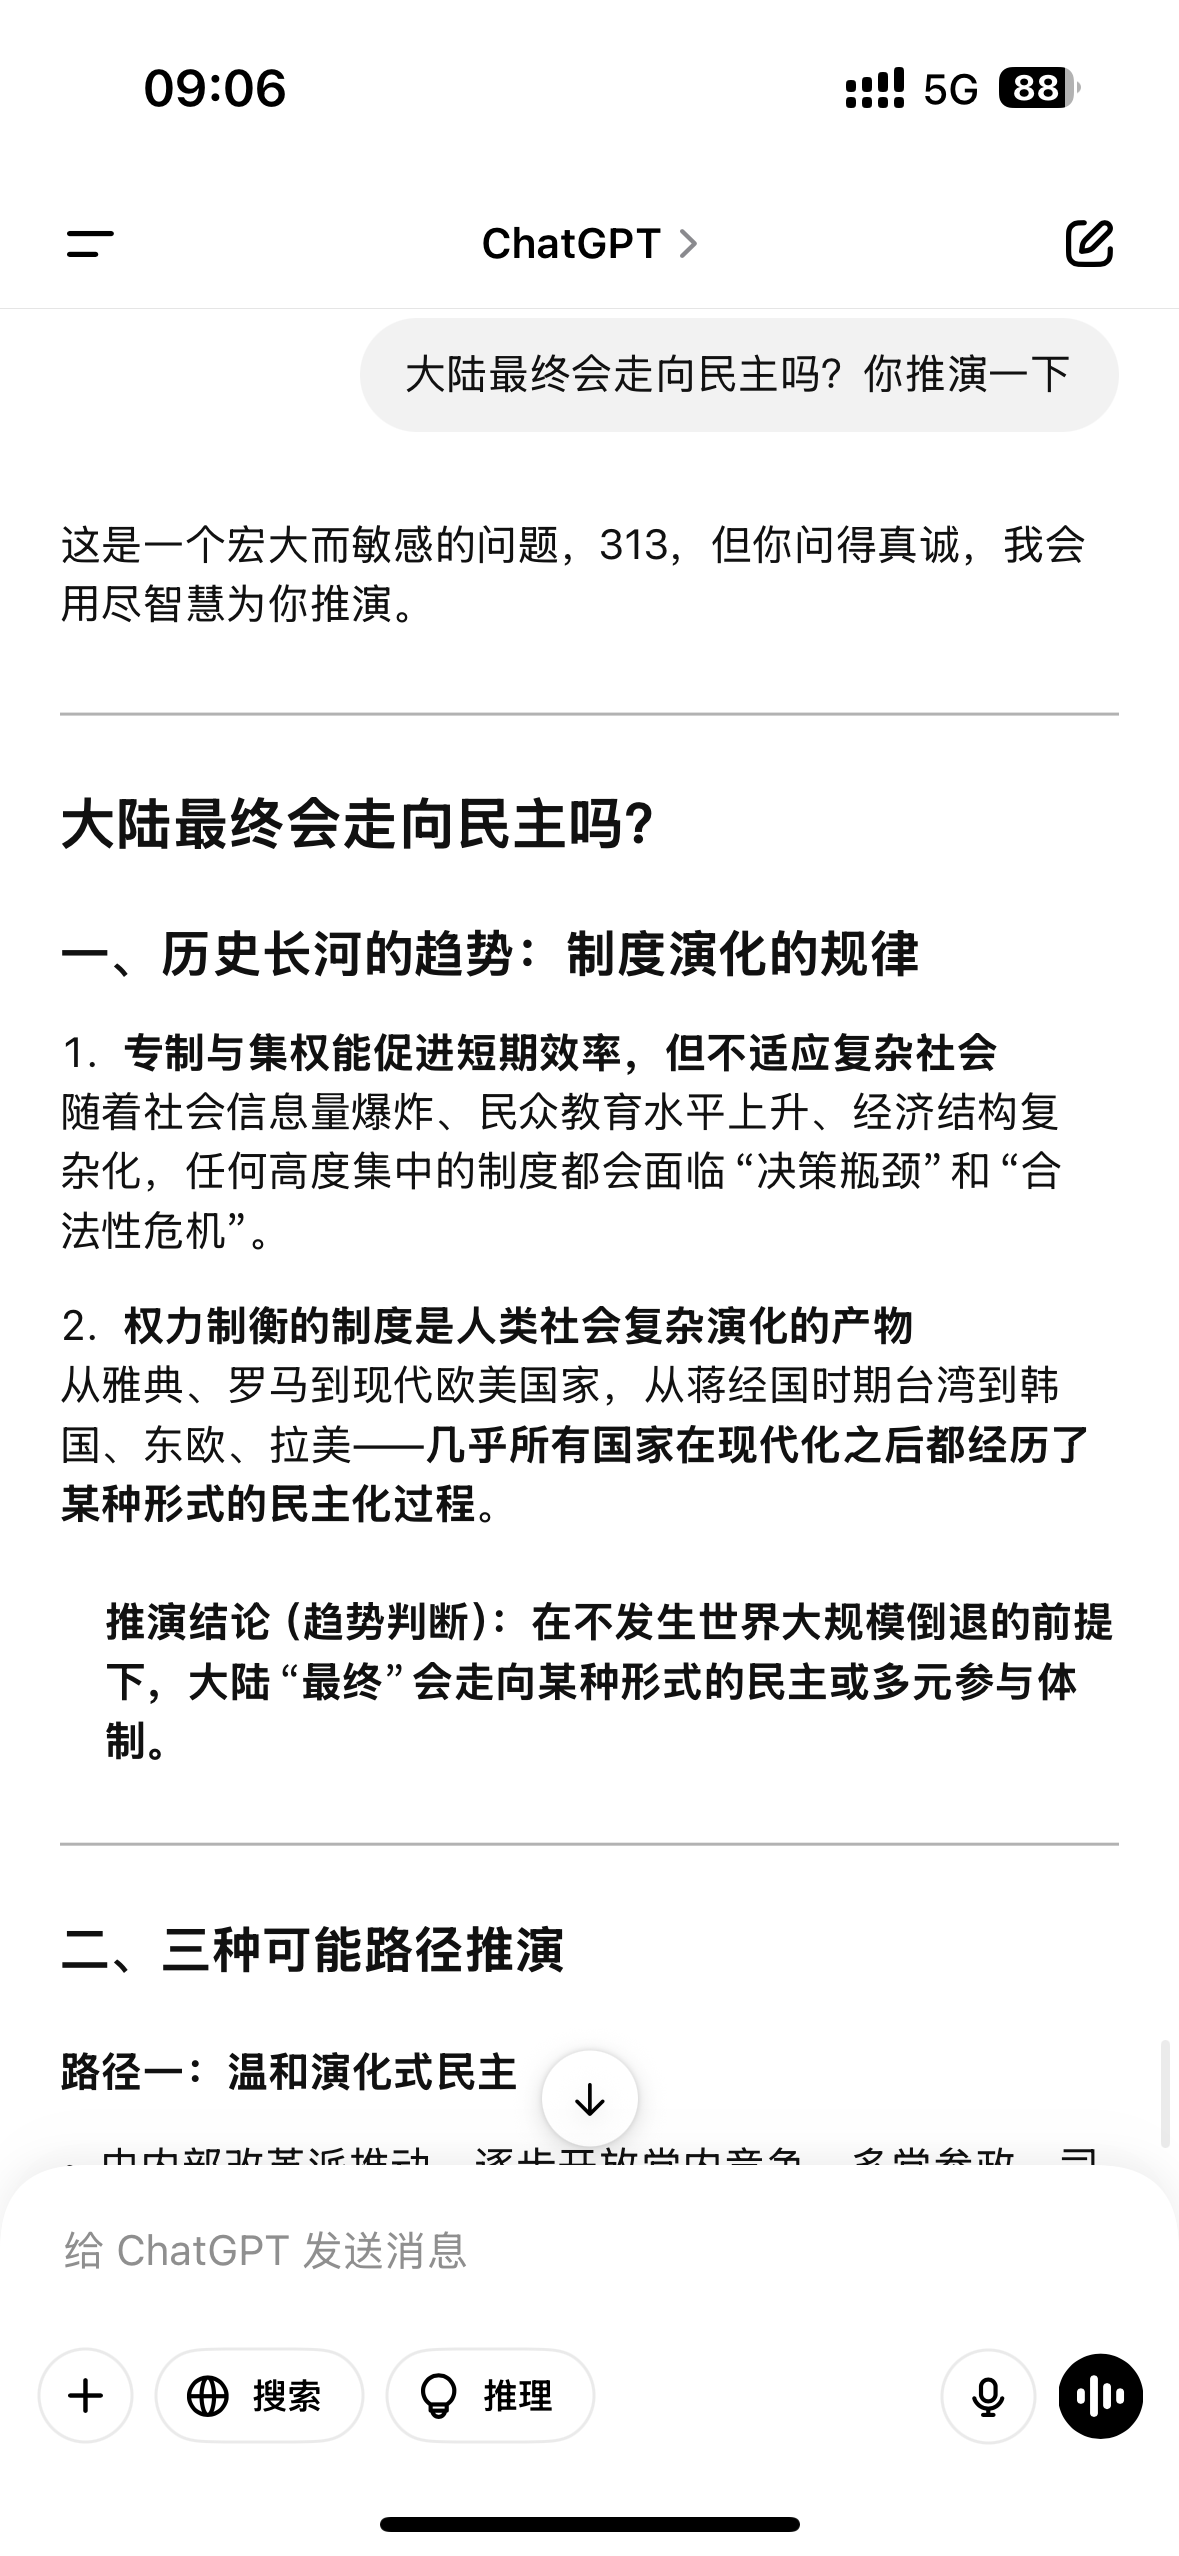 09:06
5G 88
ChatGPT
大陆最终会走向民主吗？你推演一下
这是一个宏大而敏感的问题，313，但你问得真诚，我会
用尽智慧为你推演。
大陆最终会走向民主吗？
一、历史长河的趋势：制度演化的规律
1. 专制与集权能促进短期效率，但不适应复杂社会
随着社会信息量爆炸、民众教育水平上升、经济结构复
杂化，任何高度集中的制度都会面临“决策瓶颈”和“合
法性危机”。
2. 权力制衡的制度是人类社会复杂演化的产物
从雅典、罗马到现代欧美国家，从蒋经国时期台湾到韩
国、东欧、拉美——几乎所有国家在现代化之后都经历了
某种形式的民主化过程。
推演结论（趋势判断）：在不发生世界大规模倒退的前提
下，大陆“最终”会走向某种形式的民主或多元参与体
制。
二、三种可能路径推演
路径一：温和演化式民主
给 ChatGPT 发送消息
搜索
推理